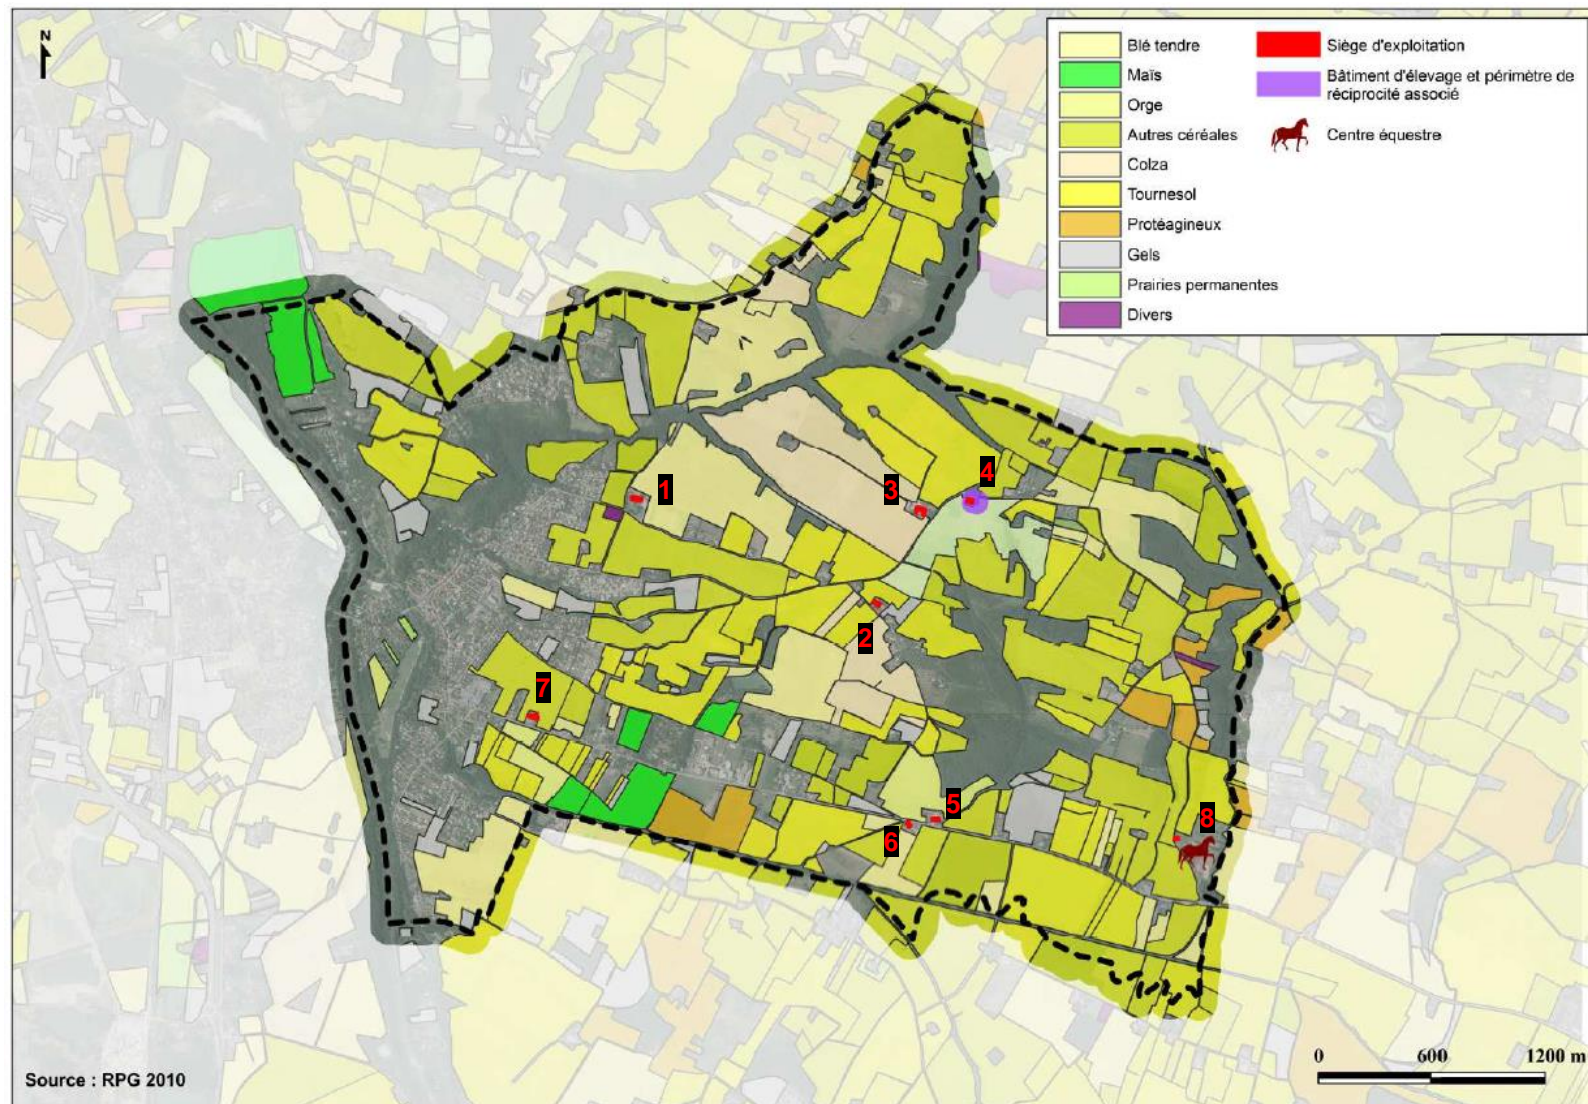 N
Blé tendre
Maïs
Orge
Autres céréales
Colza
Tournesol
Protéagineux
Gels
Prairies permanentes
Divers
Siège d'exploitation
Bâtiment d'élevage et périmètre de
réciprocité associé
Centre équestre
4
3
1
2
7
5
8
6
0 600 1200 m
Source : RPG 2010